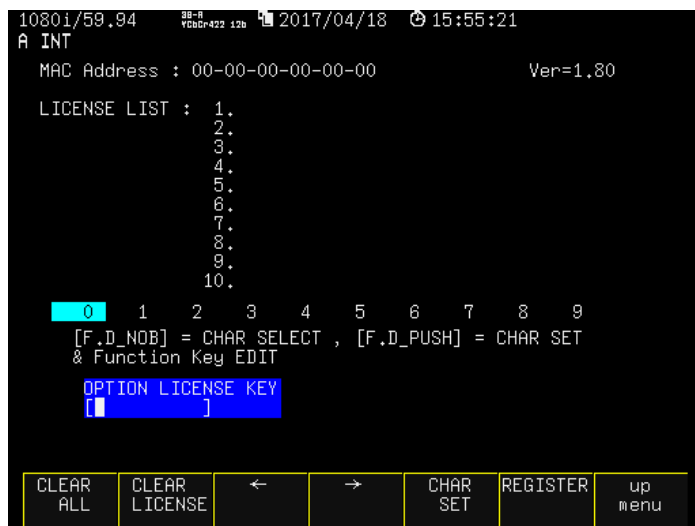 1080i/59.94 3G-A YCbCr422 12b 2017/04/18 15:55:21
A INT
MAC Address : 00-00-00-00-00-00 Ver=1.80
LICENSE LIST : 1.
2.
3.
4.
5.
6.
7.
8.
9.
10.
0 1 2 3 4 5 6 7 8 9
[F.D_NOB] = CHAR SELECT , [F.D_PUSH] = CHAR SET
& Function Key EDIT
OPTION LICENSE KEY
[ ]
CLEAR ALL
CLEAR LICENSE
←
→
CHAR SET
REGISTER
up menu